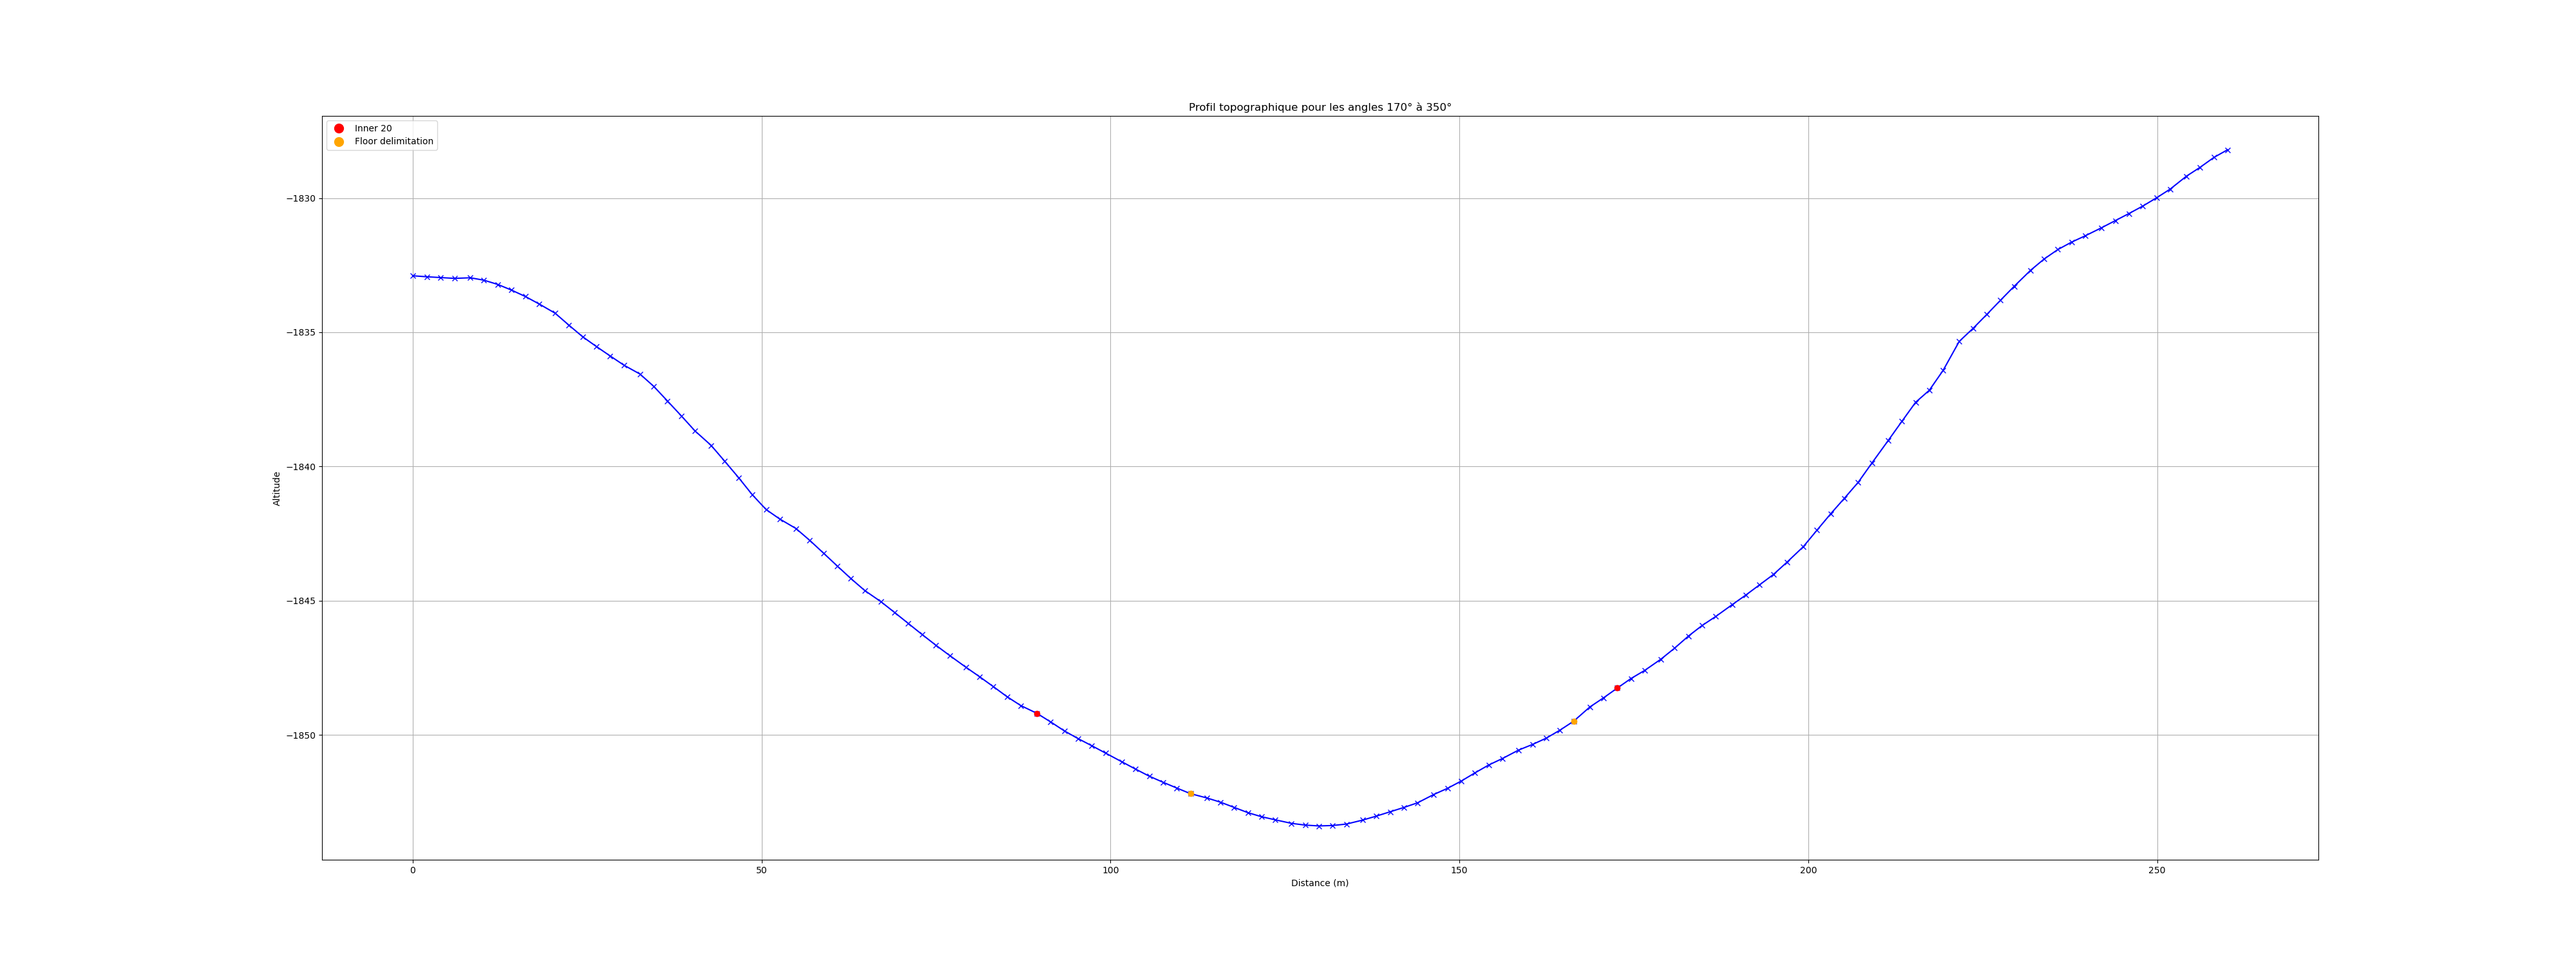 Profil topographique pour les angles 170° à 350°
Inner 20
Floor delimitation
−1830
−1835
−1840
−1845
−1850
Altitude
0 50 100 150 200 250
Distance (m)